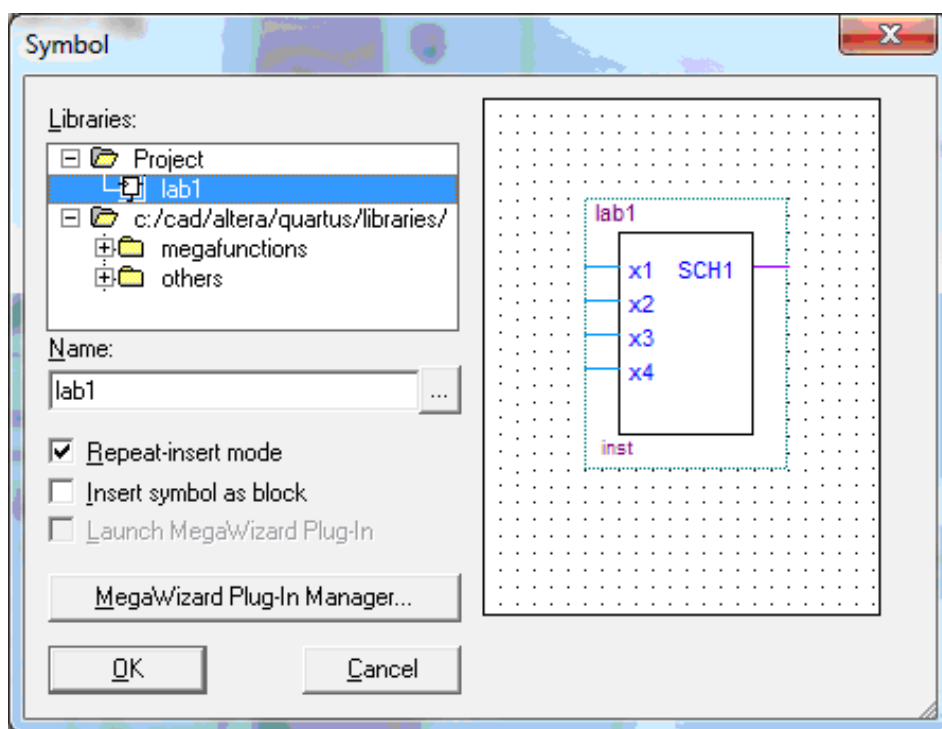 Symbol
Libraries:
Project
lab1
c:/cad/altera/quartus/libraries/
megafunctions
others
Name:
lab1
...
Repeat-insert mode
Insert symbol as block
Launch MegaWizard Plug-In
MegaWizard Plug-In Manager...
OK
Cancel
lab1
x1 SCH1
x2
x3
x4
inst